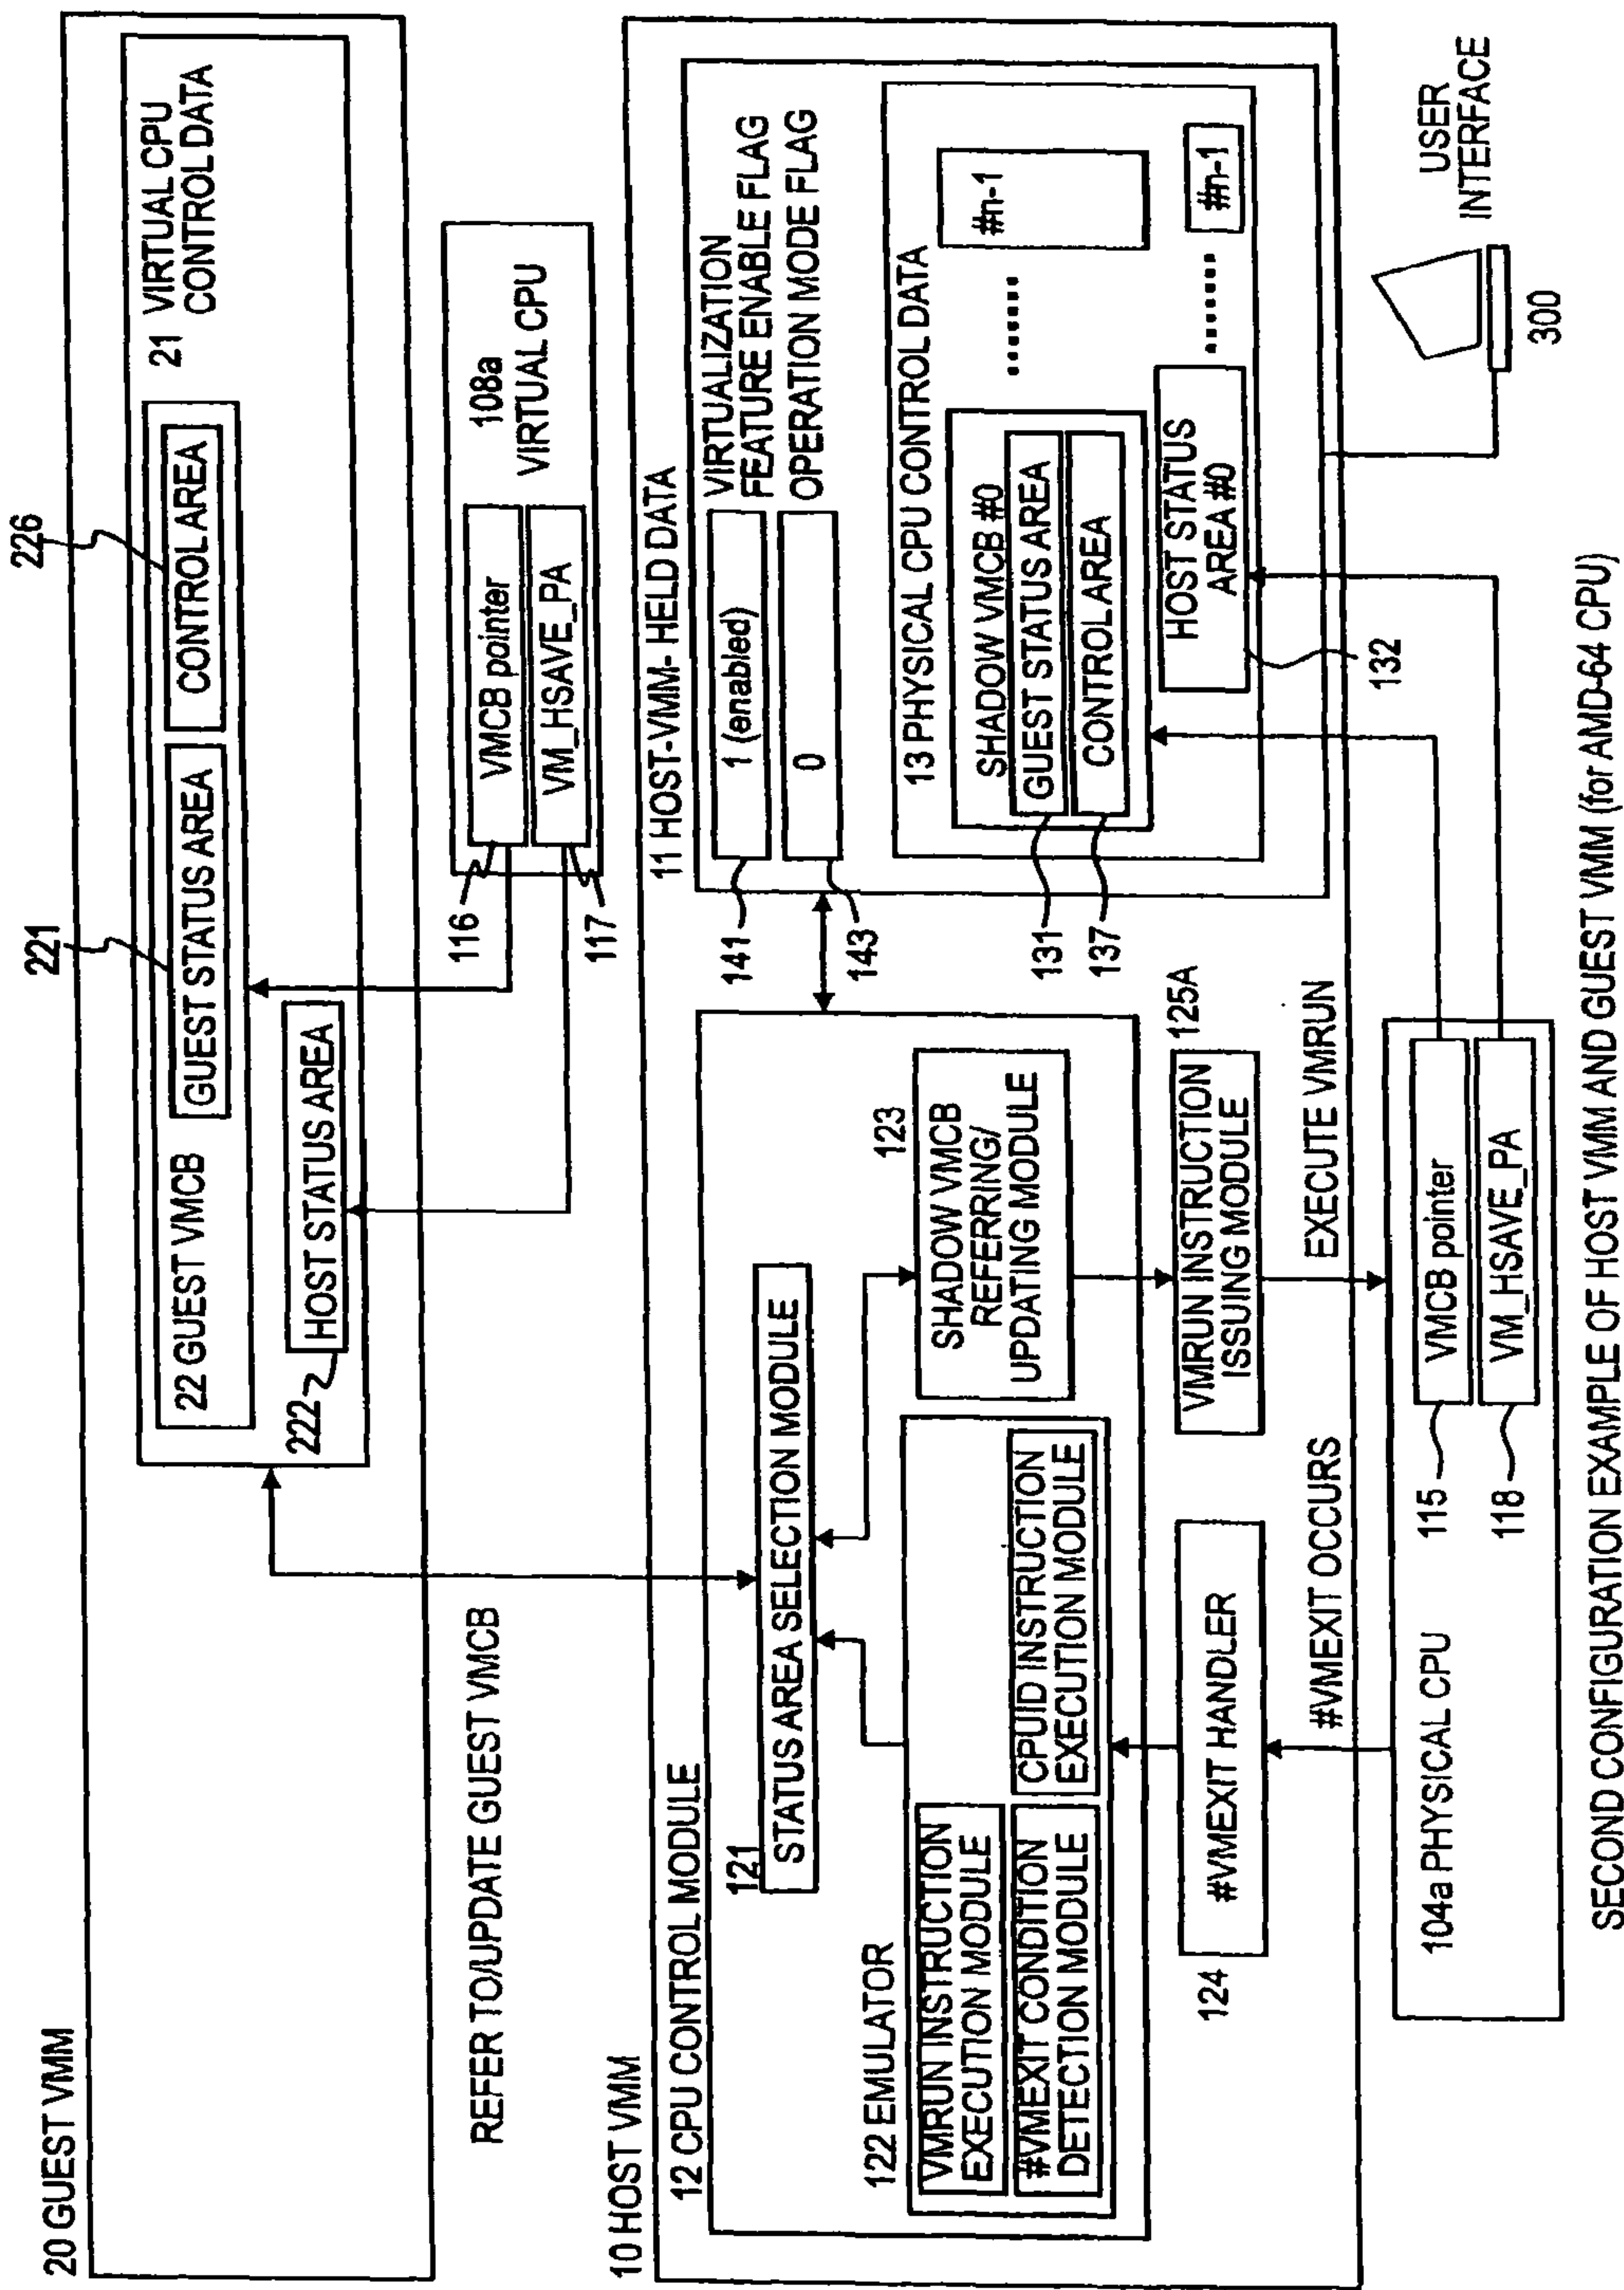 20 GUEST VMM
221
226
22 GUEST VMCB
GUEST STATUS AREA
CONTROL AREA
21 VIRTUAL CPU
CONTROL DATA
222
HOST STATUS AREA
REFER TO/UPDATE GUEST VMCB
116
VMCB pointer
108a
VIRTUAL CPU
117
VM_HSAVE_PA
10 HOST VMM
12 CPU CONTROL MODULE
121
STATUS AREA SELECTION MODULE
122 EMULATOR
VMRUN INSTRUCTION
EXECUTION MODULE
#VMEXIT CONDITION
DETECTION MODULE
CPUID INSTRUCTION
EXECUTION MODULE
123
SHADOW VMCB
REFERRING/
UPDATING MODULE
124
#VMEXIT HANDLER
VMRUN INSTRUCTION
ISSUING MODULE
125A
#VMEXIT OCCURS
EXECUTE VMRUN
11 HOST-VMM- HELD DATA
141
1 (enabled)
VIRTUALIZATION
FEATURE ENABLE FLAG
143
0
OPERATION MODE FLAG
13 PHYSICAL CPU CONTROL DATA
SHADOW VMCB #0
131
GUEST STATUS AREA
137
CONTROL AREA
#n-1
HOST STATUS
AREA #0
132
#n-1
104a PHYSICAL CPU
115
VMCB pointer
118
VM_HSAVE_PA
300
USER
INTERFACE
SECOND CONFIGURATION EXAMPLE OF HOST VMM AND GUEST VMM (for AMD-64 CPU)